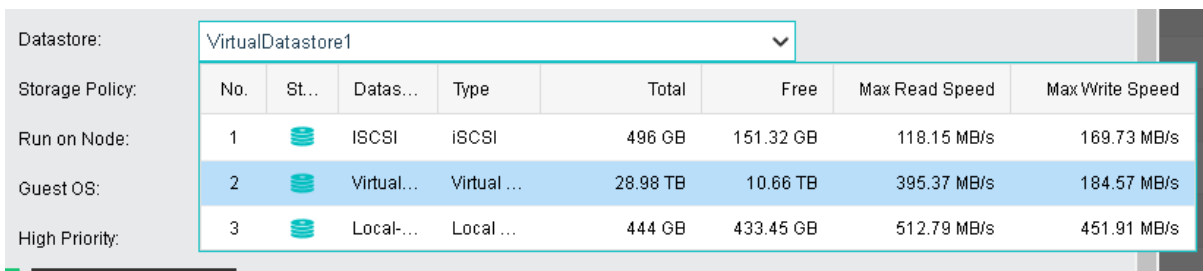 Datastore: VirtualDatastore1
Storage Policy: No. St... Datas... Type Total Free Max Read Speed Max Write Speed
Run on Node: 1 ISCSI iSCSI 496 GB 151.32 GB 118.15 MB/s 169.73 MB/s
Guest OS: 2 Virtual... Virtual ... 28.98 TB 10.66 TB 395.37 MB/s 184.57 MB/s
High Priority: 3 Local-... Local ... 444 GB 433.45 GB 512.79 MB/s 451.91 MB/s